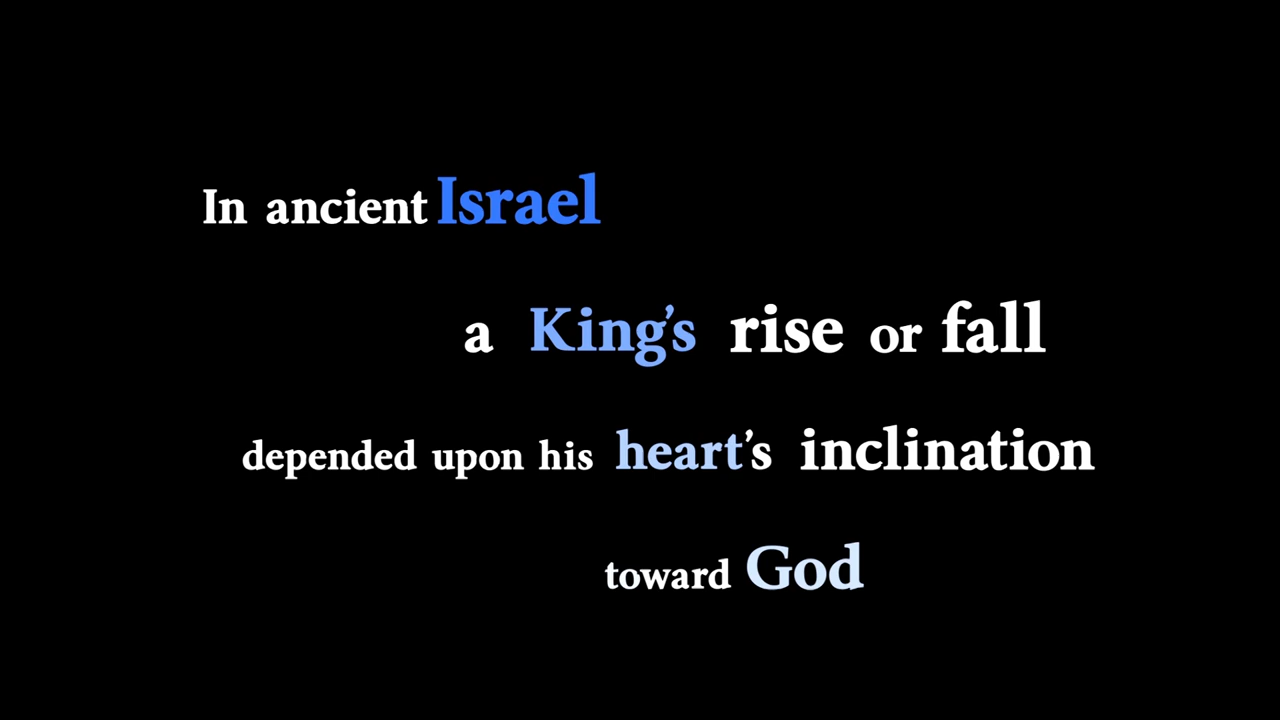 In ancient Israel
a King’s rise or fall
depended upon his heart’s inclination
toward God